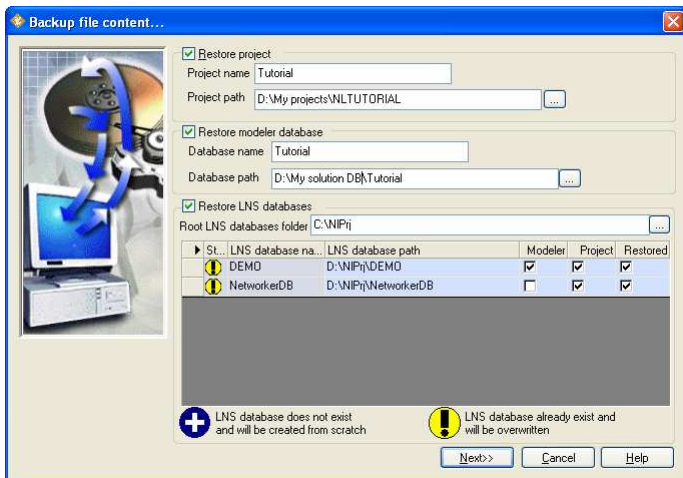 Backup file content...
Restore project
Project name Tutorial
Project path D:\My projects\NLTUTORIAL ...
Restore modeler database
Database name Tutorial
Database path D:\My solution DB\Tutorial ...
Restore LNS databases
Root LNS databases folder C:\NIPrj ...
St... LNS database na... LNS database path Modeler Project Restored
DEMO D:\NIPrj\DEMO
NetworkerDB D:\NIPrj\NetworkerDB
LNS database does not exist
and will be created from scratch
LNS database already exist and
will be overwritten
Next>> Cancel Help